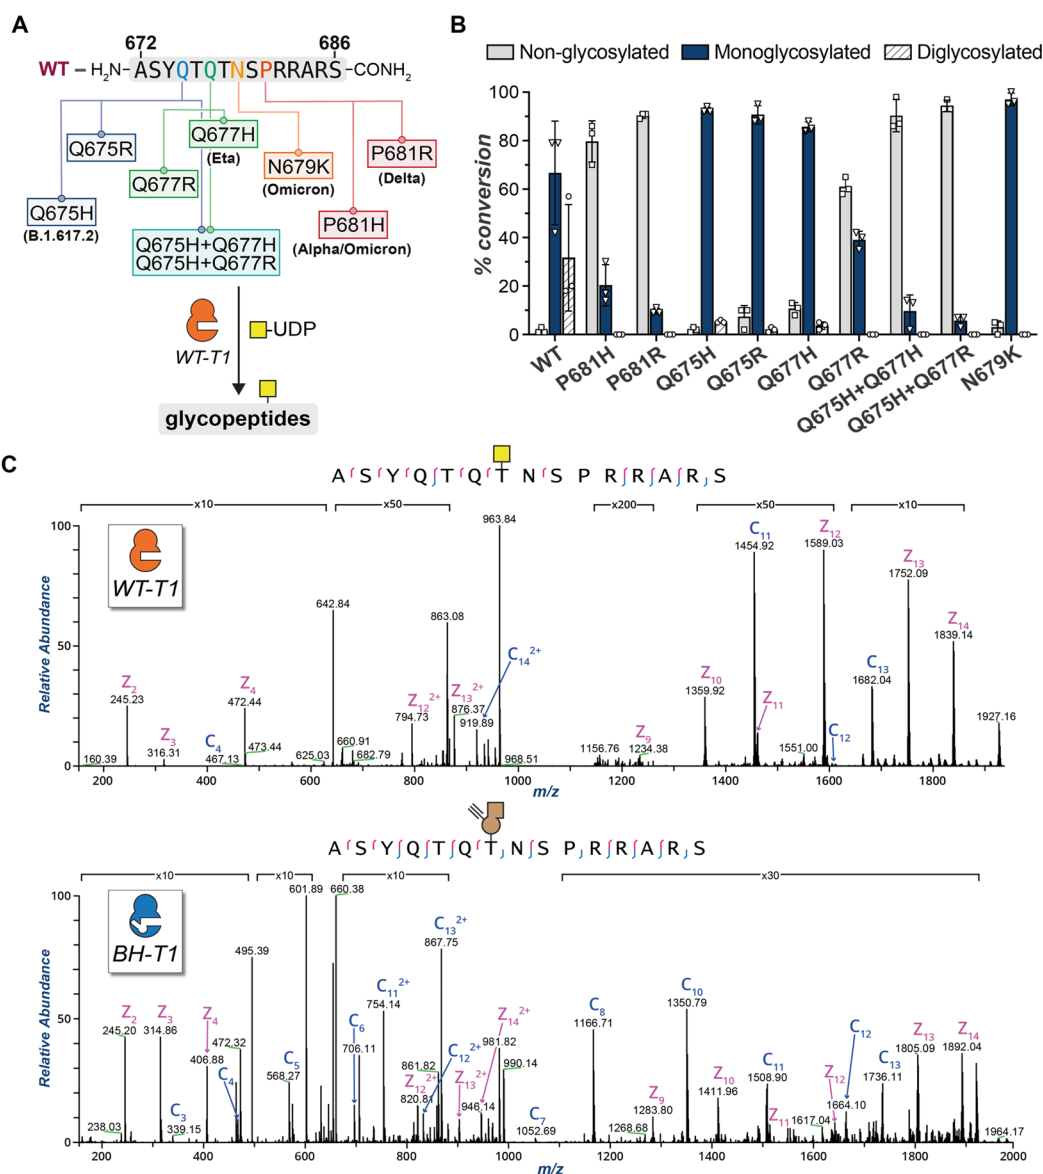 A
672 686
WT – H2N-ASYQTQTNSPRRARS-CONH2
Q675R
Q677H
(Eta)
N679K
(Omicron)
P681R
(Delta)
Q677R
Q675H
(B.1.617.2)
P681H
(Alpha/Omicron)
Q675H+Q677H
Q675H+Q677R
WT-T1
-UDP
glycopeptides
B
Non-glycosylated Monoglycosylated Diglycosylated
% conversion
100
80
60
40
20
0
WT P681H P681R Q675H Q675R Q677H Q677R Q675H+Q677H Q675H+Q677R N679K
C
A S Y Q T Q T N S P R R A R S
x10 x50 x200 x50 x10
WT-T1
Relative Abundance
100
50
0
160.39
Z2
245.23
Z3
316.31
C4
467.13
Z4
472.44
473.44
625.03
642.84
660.91
682.79
Z12 2+
794.73
863.08
Z13 2+
876.37
919.89
C14 2+
963.84
968.51
1156.76
Z9
1234.38
Z10
1359.92
C11
1454.92
Z11
1551.00
Z12
1589.03
C12
C13
1682.04
Z13
1752.09
Z14
1839.14
1927.16
200 400 600 800 1000 1200 1400 1600 1800
m/z
A S Y Q T Q T N S P R R A R S
x10 x10 x10 x30
BH-T1
Relative Abundance
100
50
0
238.03
Z2
245.20
Z3
314.86
C3
339.15
Z4
406.88
C4
472.32
495.39
C5
568.27
601.89
660.38
C6
706.11
C11 2+
754.14
Z12 2+
820.81
861.82
C13 2+
867.75
C12 2+
Z13 2+
946.14
Z14 2+
981.82
990.14
C7
1052.69
C8
1166.71
1268.68
Z9
1283.80
C10
1350.79
Z10
1411.96
C11
1508.90
Z11
1617.04
Z12
C12
1664.10
C13
1736.11
Z13
1805.09
Z14
1892.04
1964.17
200 400 600 800 1000 1200 1400 1600 1800 2000
m/z